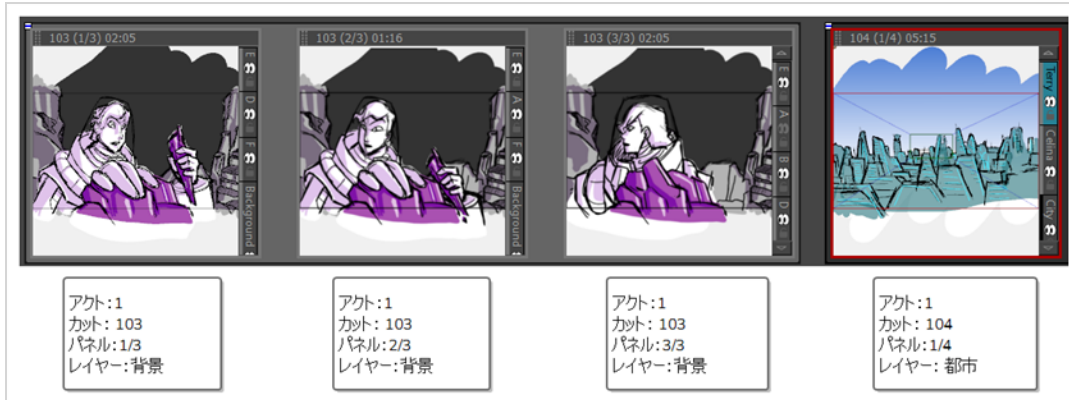 103 (1/3) 02:05
E
D
F
Background
103 (2/3) 01:16
E
A
F
Background
103 (3/3) 02:05
E
A
B
D
104 (1/4) 05:15
Terry
Celina
City
アクト:1
カット: 103
パネル:1/3
レイヤー:背景
アクト:1
カット: 103
パネル:2/3
レイヤー:背景
アクト:1
カット: 103
パネル:3/3
レイヤー:背景
アクト:1
カット: 104
パネル:1/4
レイヤー: 都市